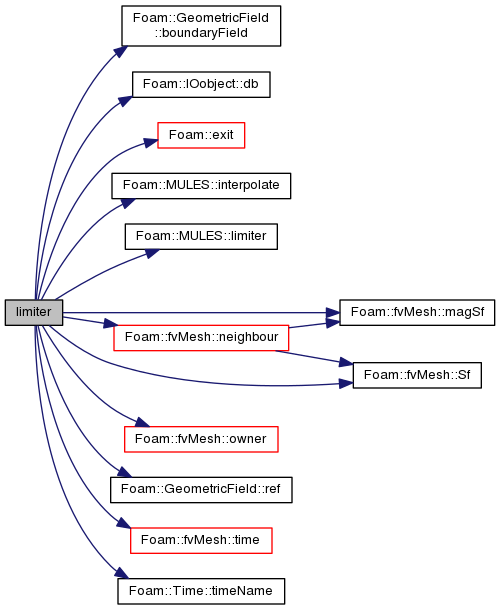 Foam::GeometricField
::boundaryField
Foam::IOobject::db
Foam::exit
Foam::MULES::interpolate
Foam::MULES::limiter
limiter
Foam::fvMesh::magSf
Foam::fvMesh::neighbour
Foam::fvMesh::Sf
Foam::fvMesh::owner
Foam::GeometricField::ref
Foam::fvMesh::time
Foam::Time::timeName